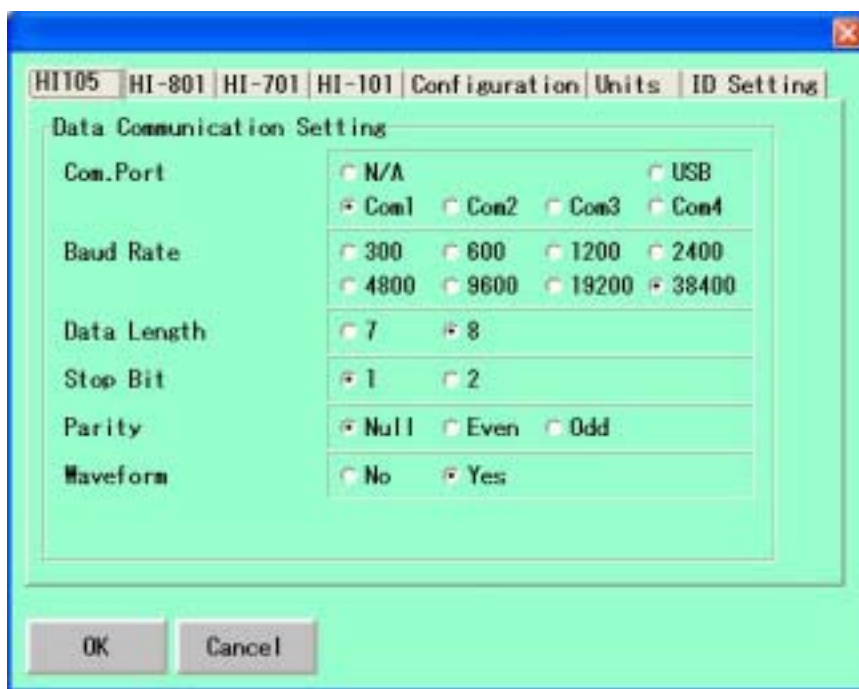 HI105 HI-801 HI-701 HI-101 Configuration Units ID Setting
Data Communication Setting
Com.Port N/A USB
Com1 Com2 Com3 Com4
Baud Rate 300 600 1200 2400
4800 9600 19200 38400
Data Length 7 8
Stop Bit 1 2
Parity Null Even Odd
Waveform No Yes
OK Cancel